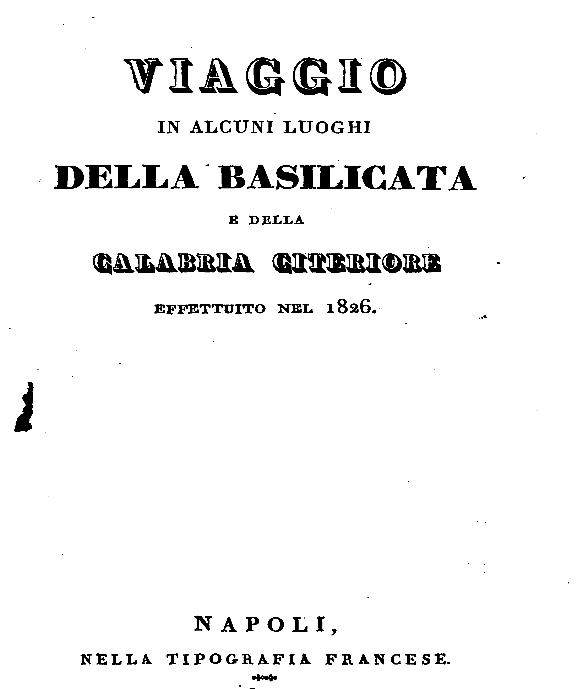 VIAGGIO
IN ALCUNI LUOGHI
DELLA BASILICATA
E DELLA
CALABRIA CITERIORE
EFFETTUITO NEL 1826.
NAPOLI,
NELLA TIPOGRAFIA FRANCESE.